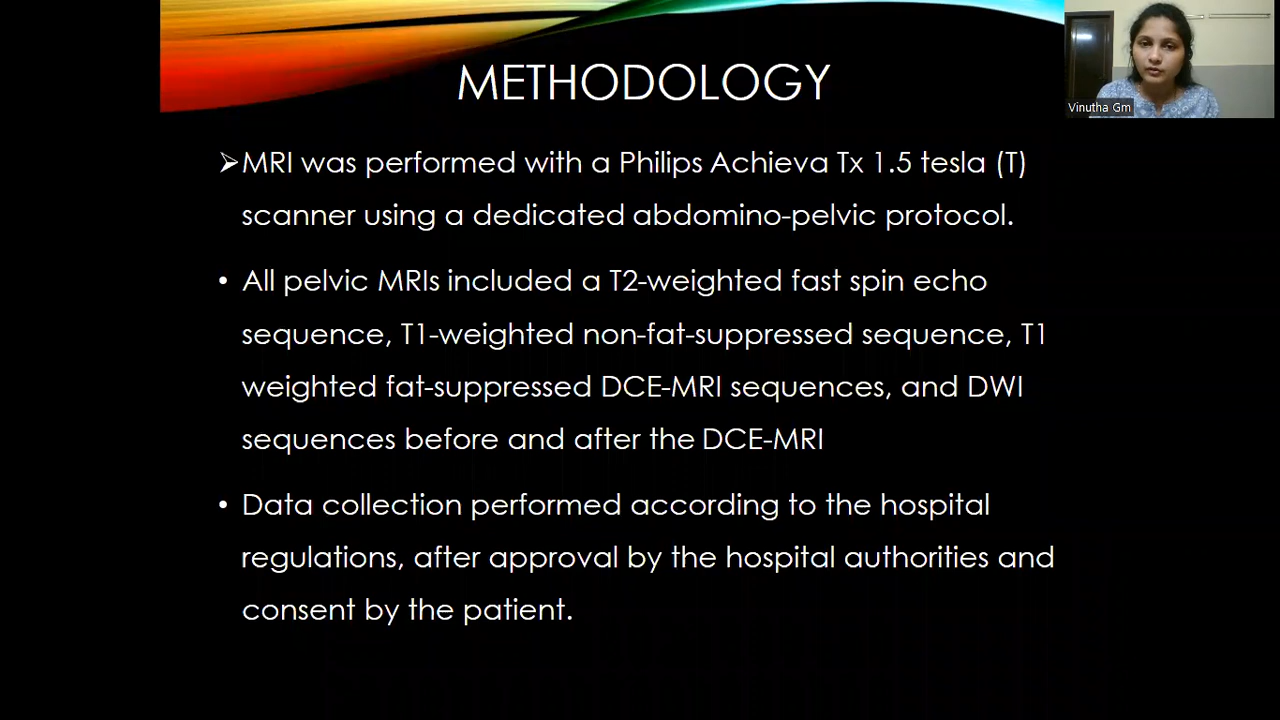 METHODOLOGY
Vinutha Gm
➢MRI was performed with a Philips Achieva Tx 1.5 tesla (T)
scanner using a dedicated abdomino-pelvic protocol.
• All pelvic MRIs included a T2-weighted fast spin echo
sequence, T1-weighted non-fat-suppressed sequence, T1
weighted fat-suppressed DCE-MRI sequences, and DWI
sequences before and after the DCE-MRI
• Data collection performed according to the hospital
regulations, after approval by the hospital authorities and
consent by the patient.